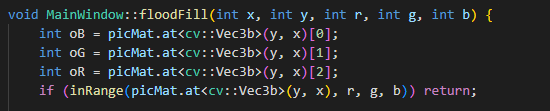 void MainWindow::floodFill(int x, int y, int r, int g, int b) {
int oB = picMat.at<cv::Vec3b>(y, x)[0];
int oG = picMat.at<cv::Vec3b>(y, x)[1];
int oR = picMat.at<cv::Vec3b>(y, x)[2];
if (inRange(picMat.at<cv::Vec3b>(y, x), r, g, b)) return;